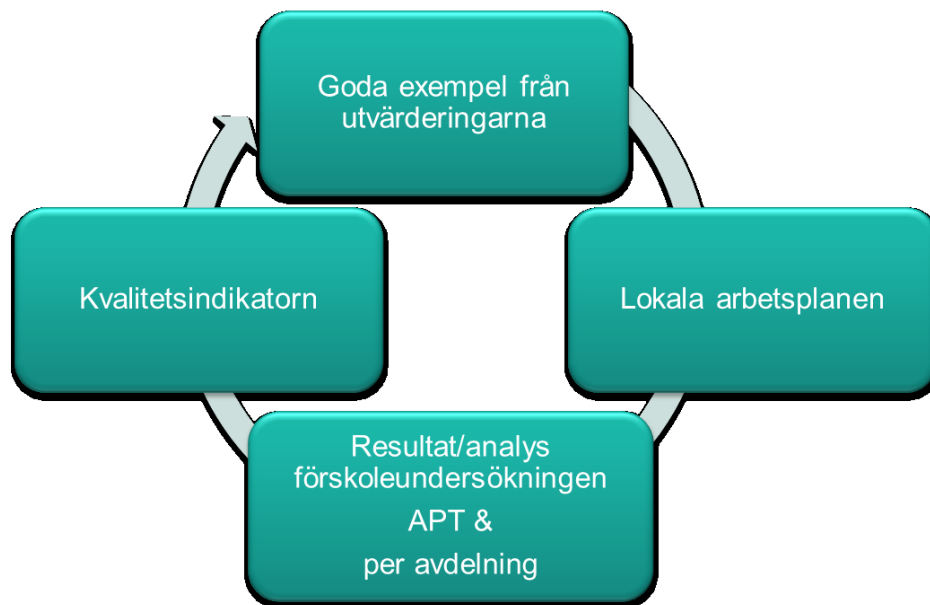 Goda exempel från
utvärderingarna
Kvalitetsindikatorn
Lokala arbetsplanen
Resultat/analys
förskoleundersökningen
APT &
per avdelning